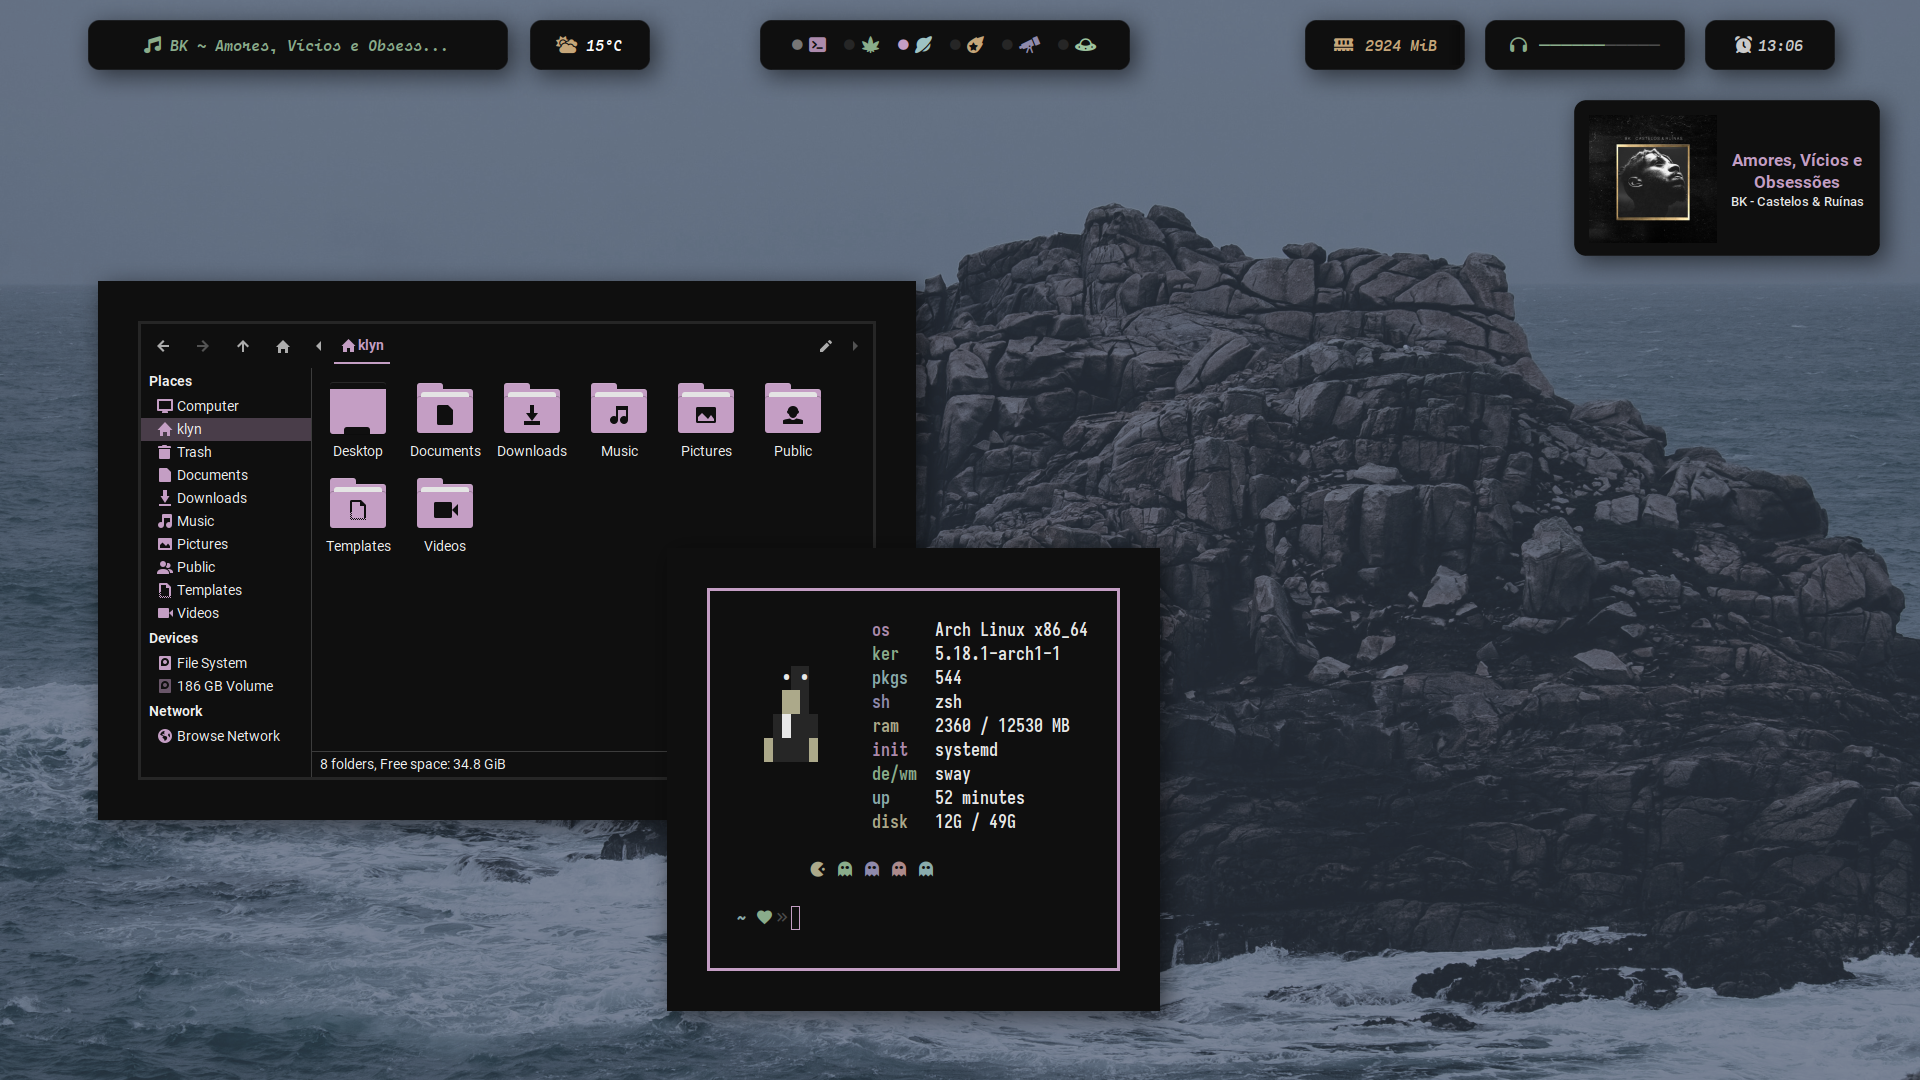 BK ~ Amores, Vícios e Obsess...
15°C
2924 MiB
13:06
BK - CASTELOS & RUÍNAS
Amores, Vícios e
Obsessões
BK - Castelos & Ruínas
klyn
Places
Computer
klyn
Trash
Documents
Downloads
Music
Pictures
Public
Templates
Videos
Devices
File System
186 GB Volume
Network
Browse Network
Desktop
Documents
Downloads
Music
Pictures
Public
Templates
Videos
8 folders, Free space: 34.8 GiB
os Arch Linux x86_64
ker 5.18.1-arch1-1
pkgs 544
sh zsh
ram 2360 / 12530 MB
init systemd
de/wm sway
up 52 minutes
disk 12G / 49G
~ ♥ »